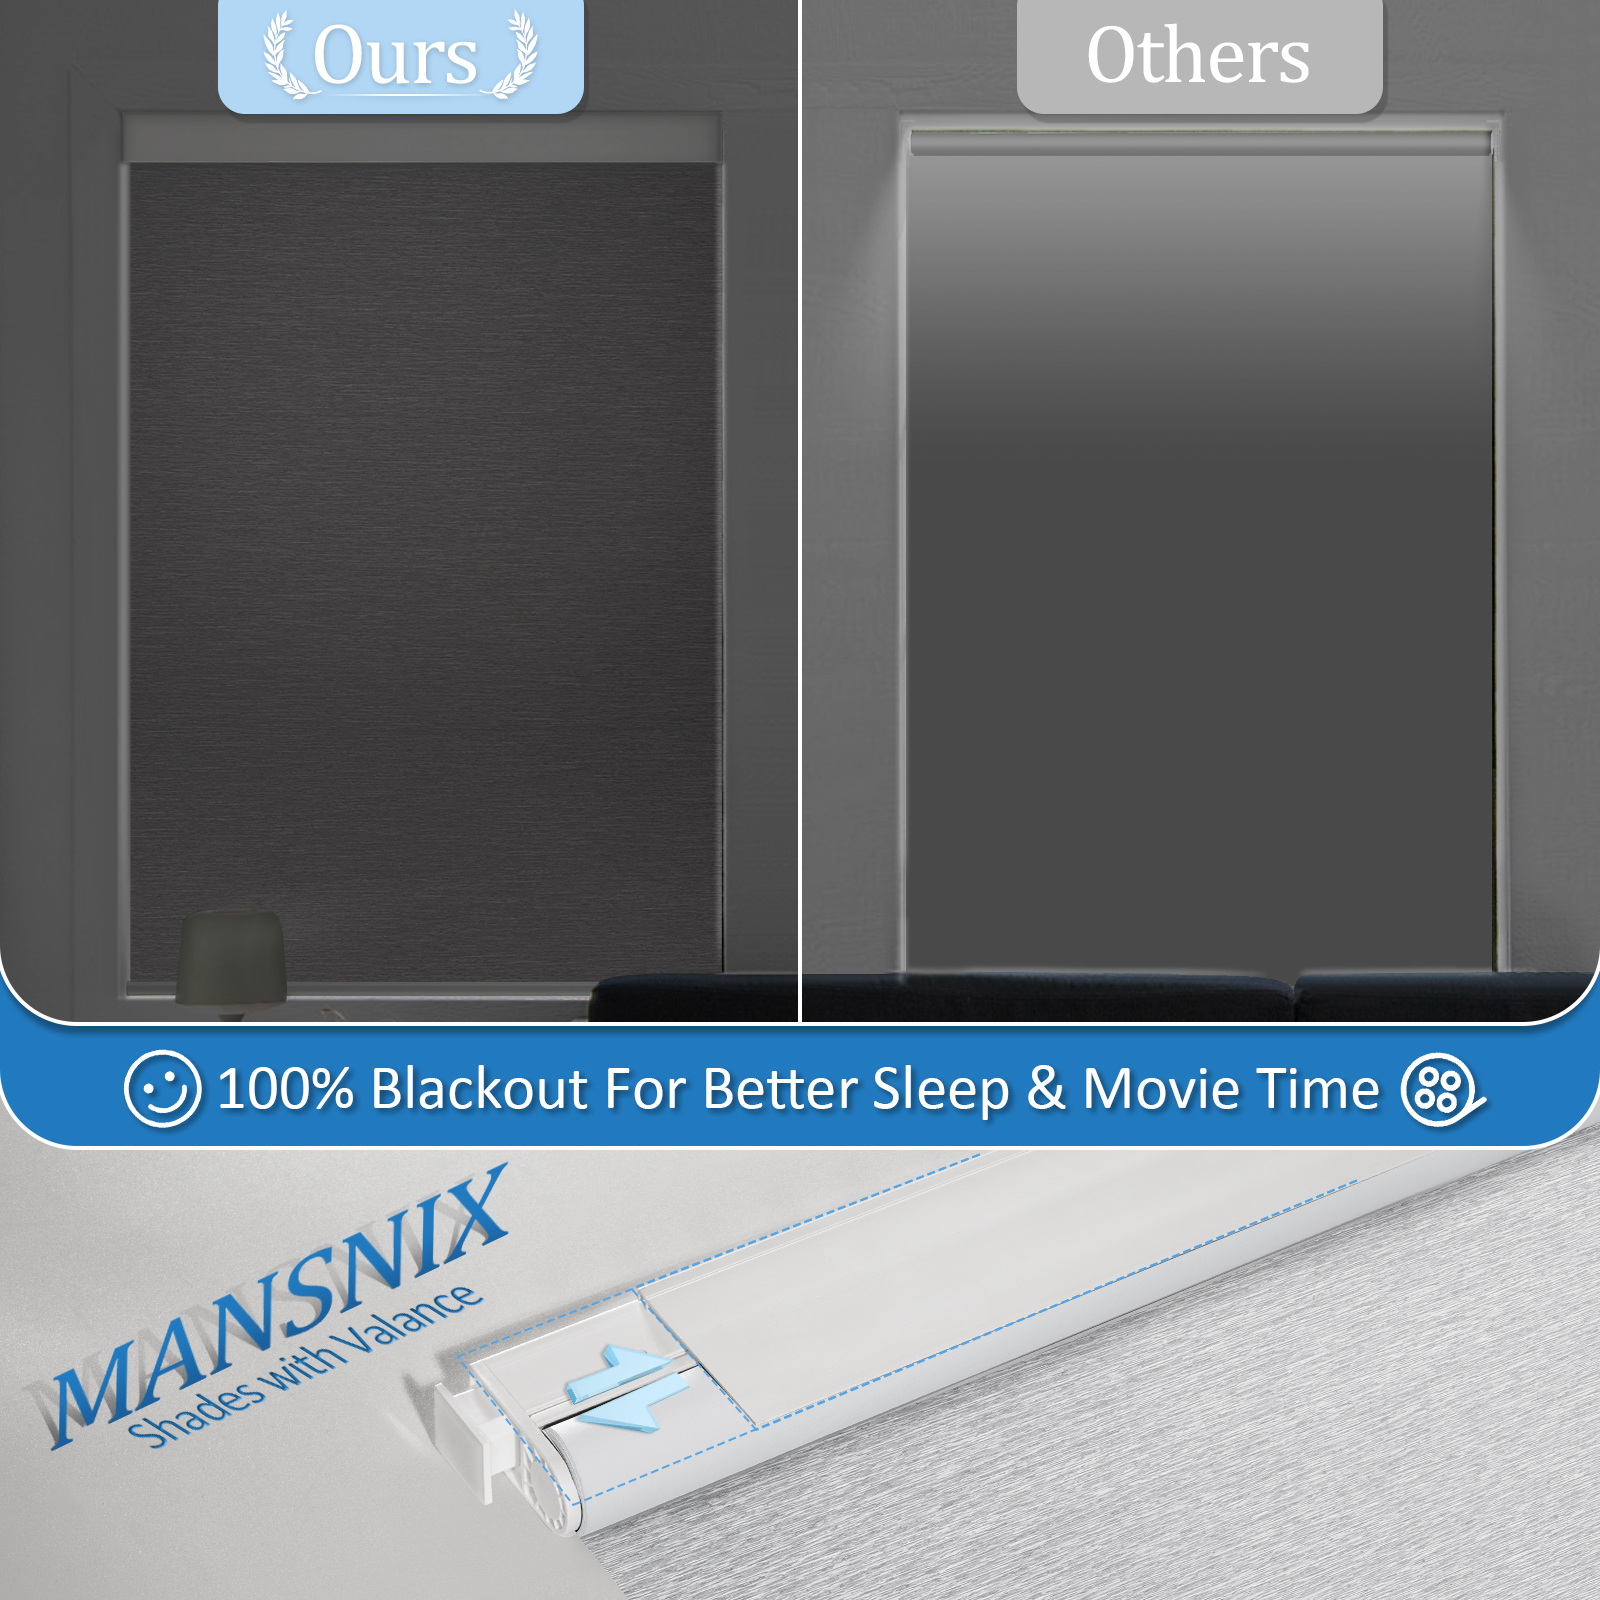 Ours
Others
100% Blackout For Better Sleep & Movie Time
MANSNIX
Shades with Valance